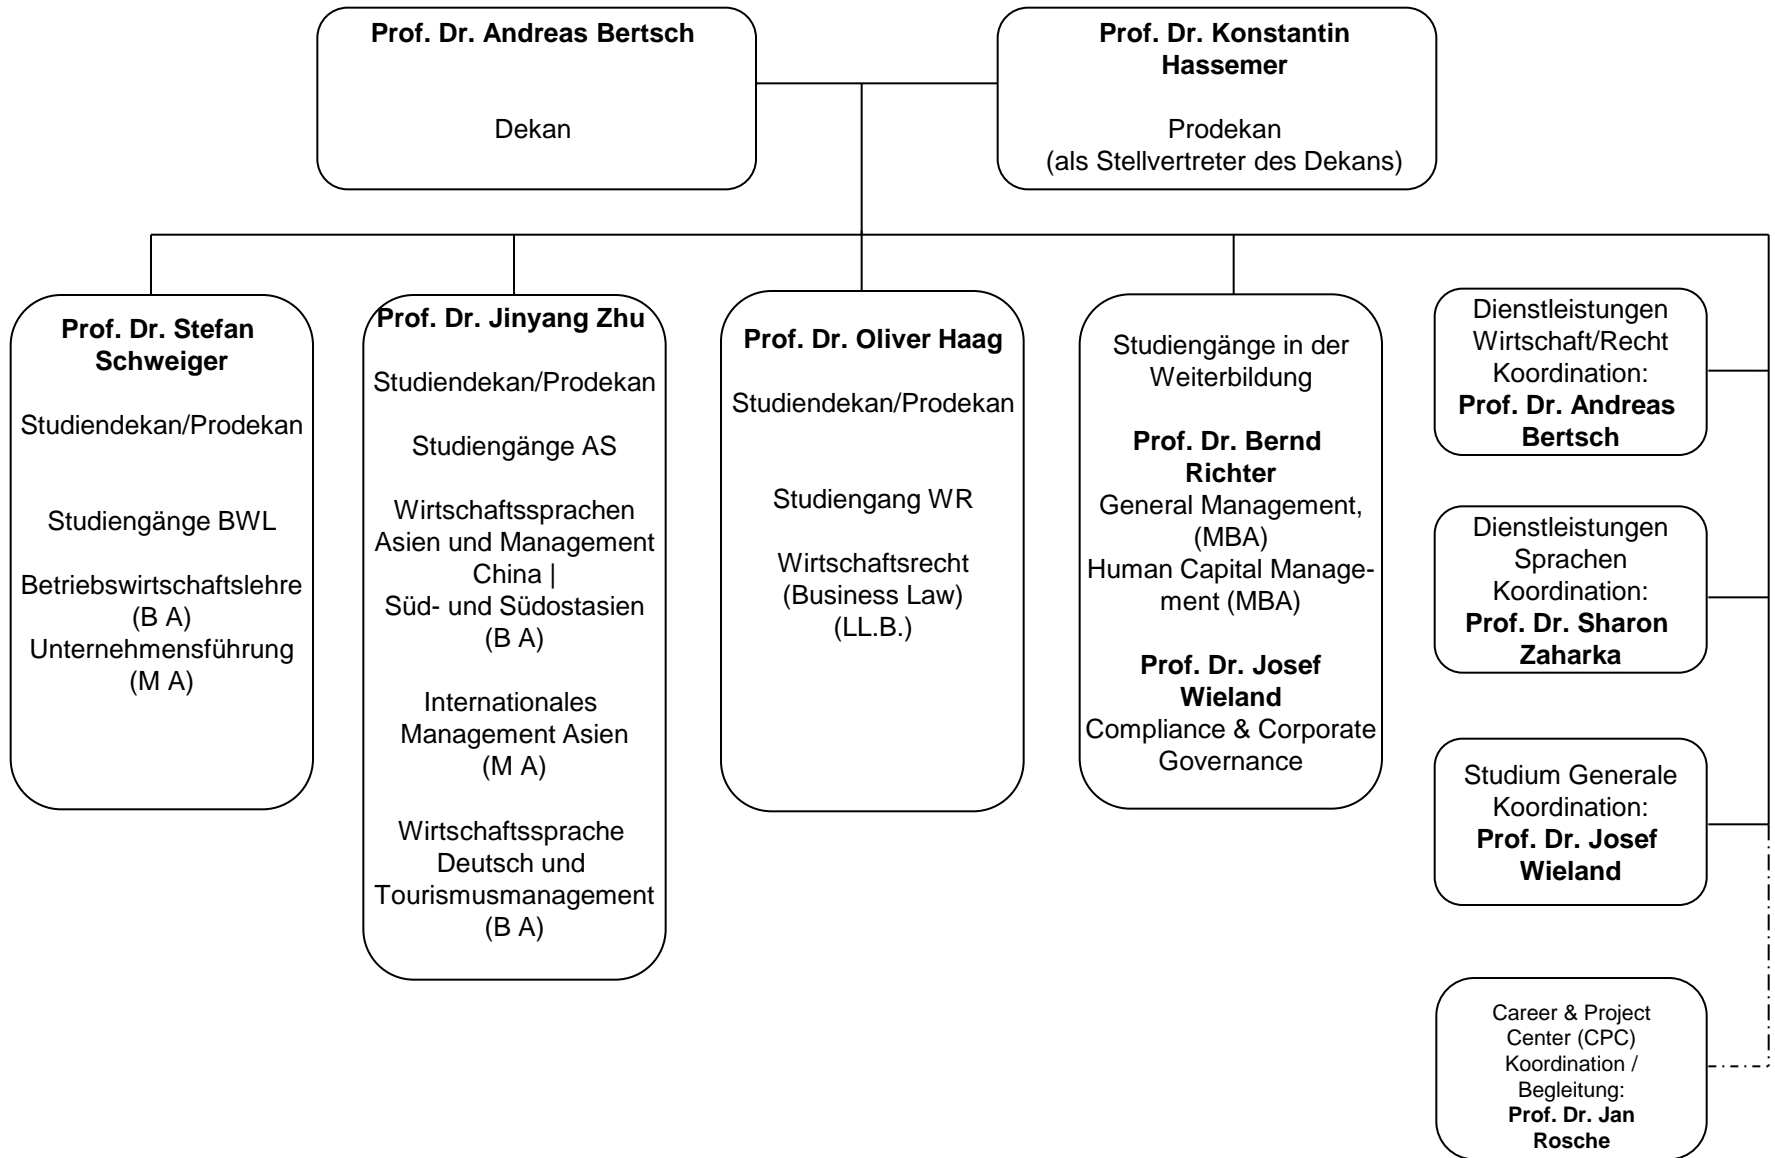 Prof. Dr. Andreas Bertsch
Dekan
Prof. Dr. Konstantin
Hassemer
Prodekan
(als Stellvertreter des Dekans)
Prof. Dr. Stefan
Schweiger
Studiendekan/Prodekan
Studiengänge BWL
Betriebswirtschaftslehre
(B A)
Unternehmensführung
(M A)
Prof. Dr. Jinyang Zhu
Studiendekan/Prodekan
Studiengänge AS
Wirtschaftssprachen
Asien und Management
China |
Süd- und Südostasien
(B A)
Internationales
Management Asien
(M A)
Wirtschaftssprache
Deutsch und
Tourismusmanagement
(B A)
Prof. Dr. Oliver Haag
Studiendekan/Prodekan
Studiengang WR
Wirtschaftsrecht
(Business Law)
(LL.B.)
Studiengänge in der
Weiterbildung
Prof. Dr. Bernd
Richter
General Management,
(MBA)
Human Capital Manage-
ment (MBA)
Prof. Dr. Josef
Wieland
Compliance & Corporate
Governance
Dienstleistungen
Wirtschaft/Recht
Koordination:
Prof. Dr. Andreas
Bertsch
Dienstleistungen
Sprachen
Koordination:
Prof. Dr. Sharon
Zaharka
Studium Generale
Koordination:
Prof. Dr. Josef
Wieland
Career & Project
Center (CPC)
Koordination /
Begleitung:
Prof. Dr. Jan
Rosche